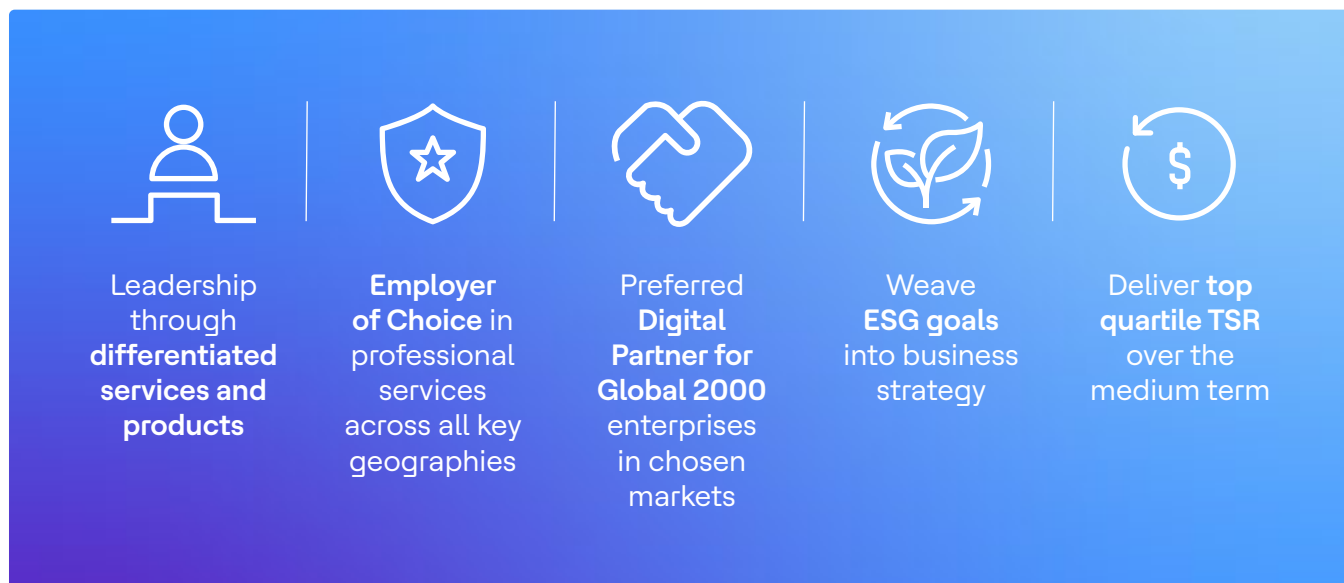 $
Leadership
through
differentiated
services and
products
Employer
of Choice in
professional
services
across all key
geographies
Preferred
Digital
Partner for
Global 2000
enterprises
in chosen
markets
Weave
ESG goals
into business
strategy
Deliver top
quartile TSR
over the
medium term